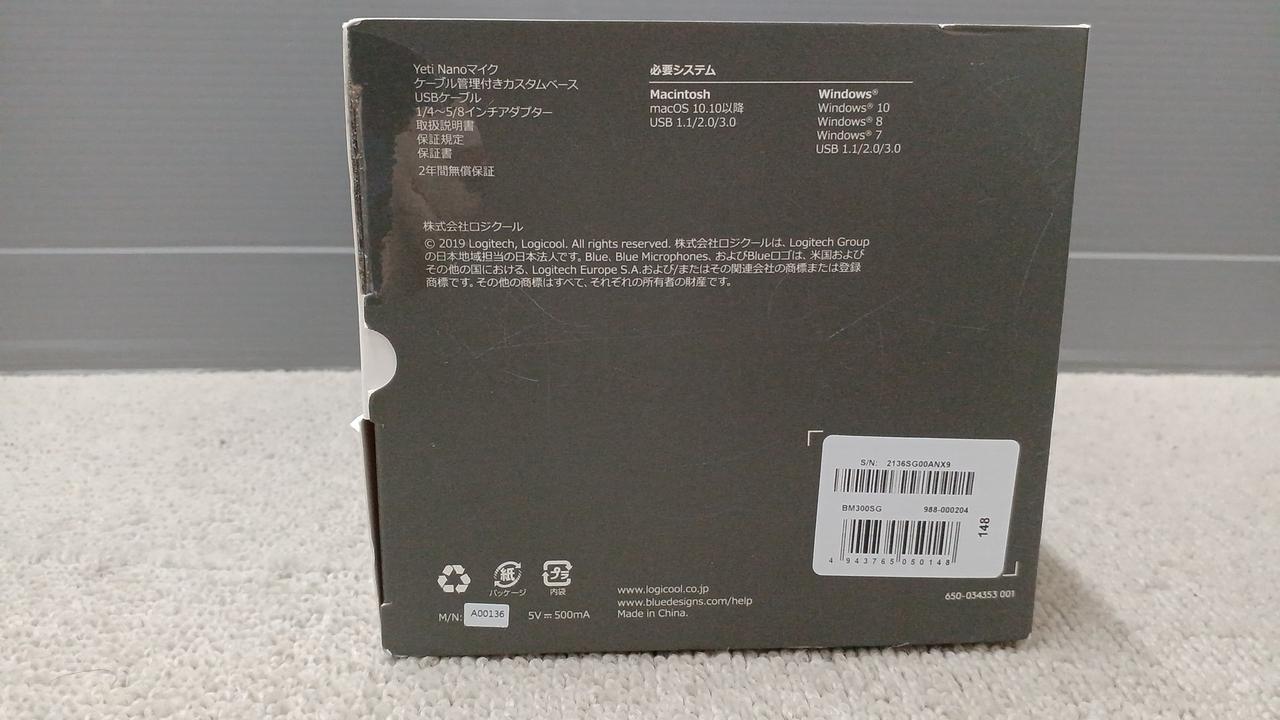 Yeti Nanoマイク
ケーブル管理付きカスタムベース
USBケーブル
1/4～5/8インチアダプター
取扱説明書
保証規定
保証書
2年間無償保証
必要システム
Macintosh
macOS 10.10以降
USB 1.1/2.0/3.0
Windows®
Windows® 10
Windows® 8
Windows® 7
USB 1.1/2.0/3.0
株式会社ロジクール
© 2019 Logitech, Logicool. All rights reserved. 株式会社ロジクールは、Logitech Group
の日本地域担当の日本法人です。Blue、Blue Microphones、およびBlueロゴは、米国および
その他の国における、Logitech Europe S.A.および/またはその関連会社の商標または登録
商標です。その他の商標はすべて、それぞれの所有者の財産です。
S/N: 2136SG00ANX9
BM300SG 988-000204
148
4 943765 050148
紙
パッケージ
プラ
内袋
www.logicool.co.jp
www.bluedesigns.com/help
Made in China.
M/N: A00136
5V⎓500mA
650-034353 001